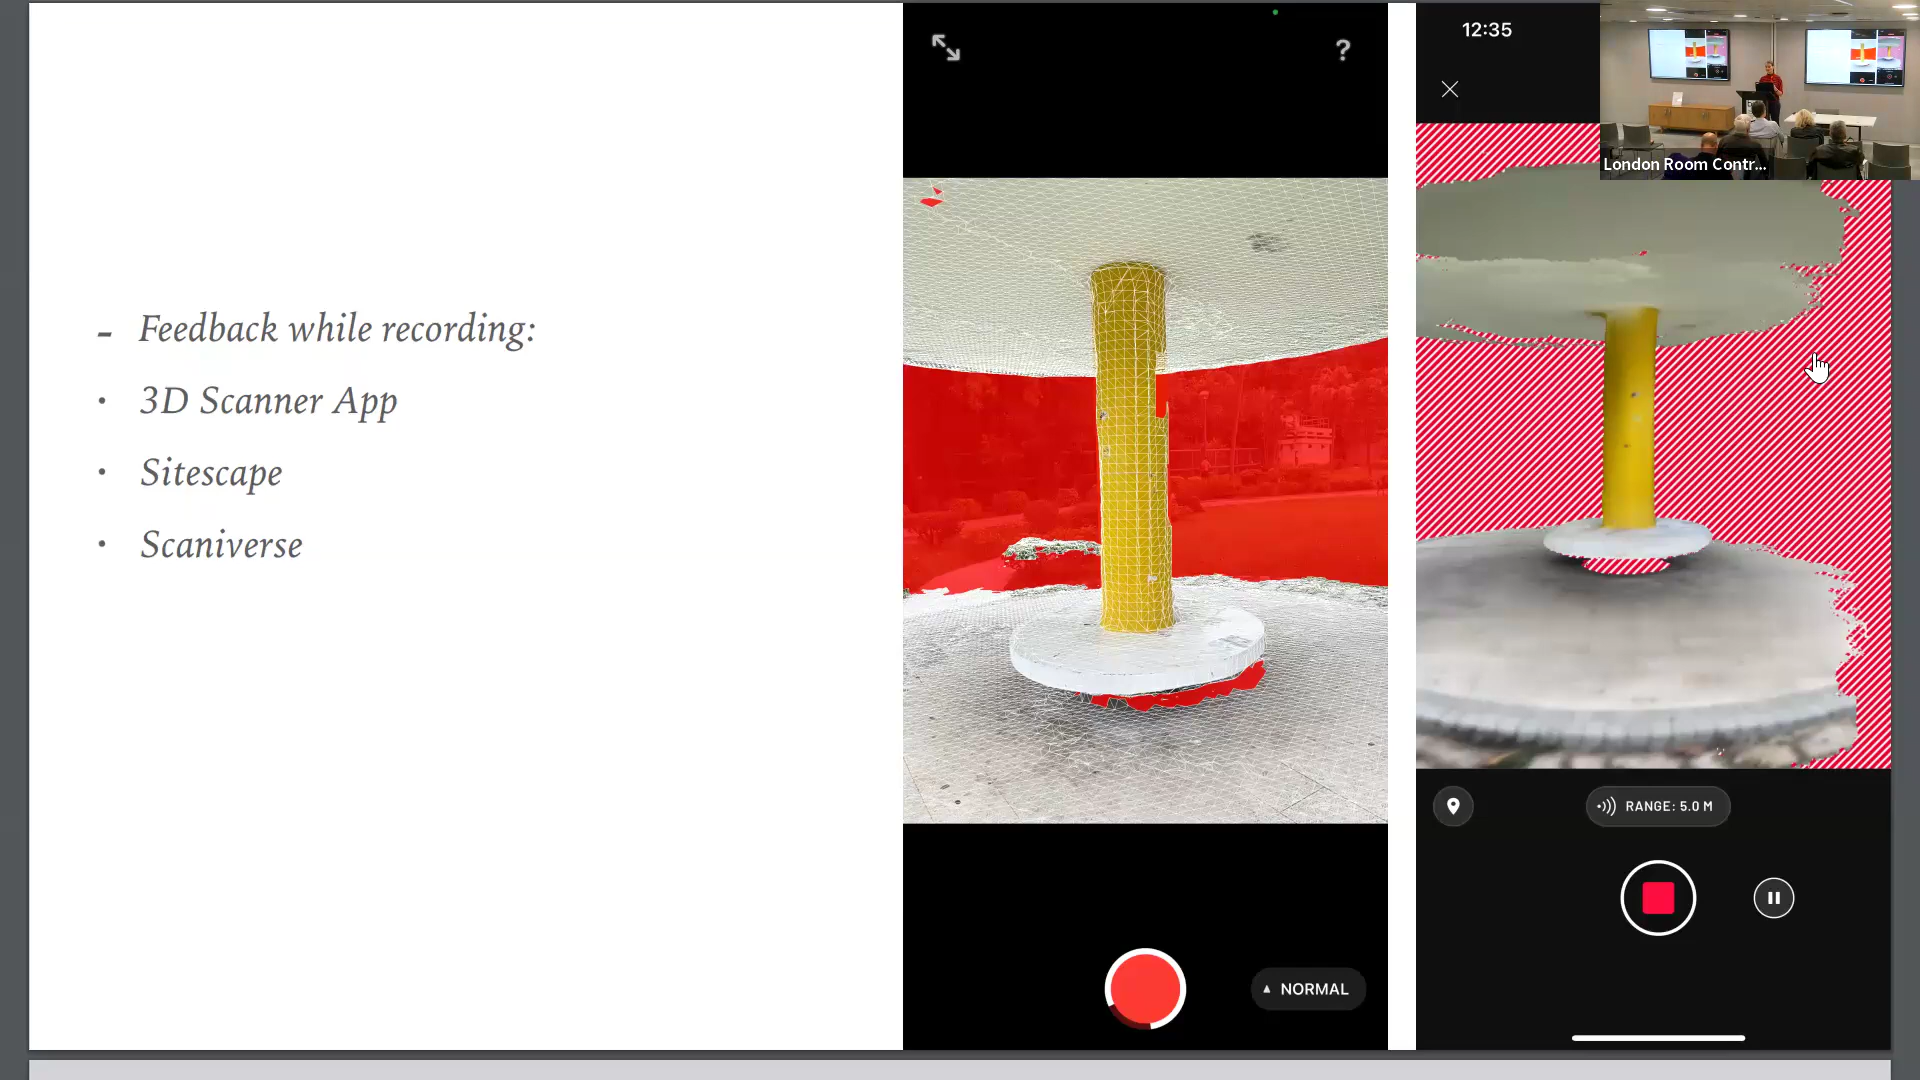 - Feedback while recording:
• 3D Scanner App
• Sitescape
• Scaniverse
?
NORMAL
12:35
London Room Contr...
RANGE: 5.0 M